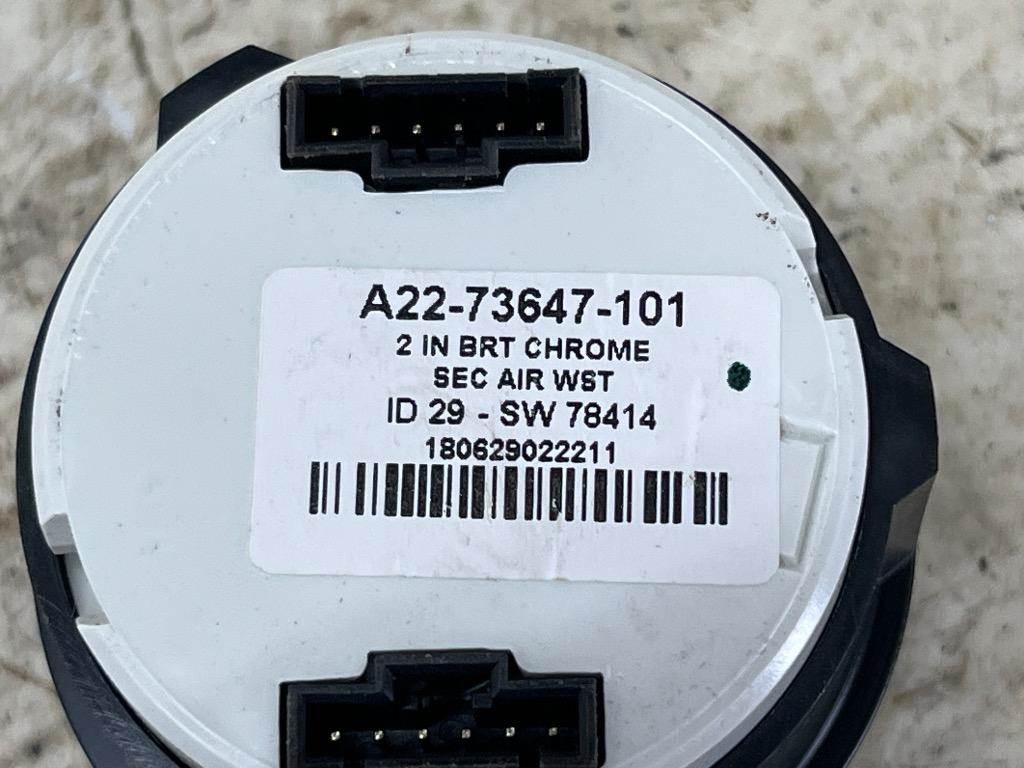 A22-73647-101
2 IN BRT CHROME
SEC AIR WST
ID 29 - SW 78414
180629022211